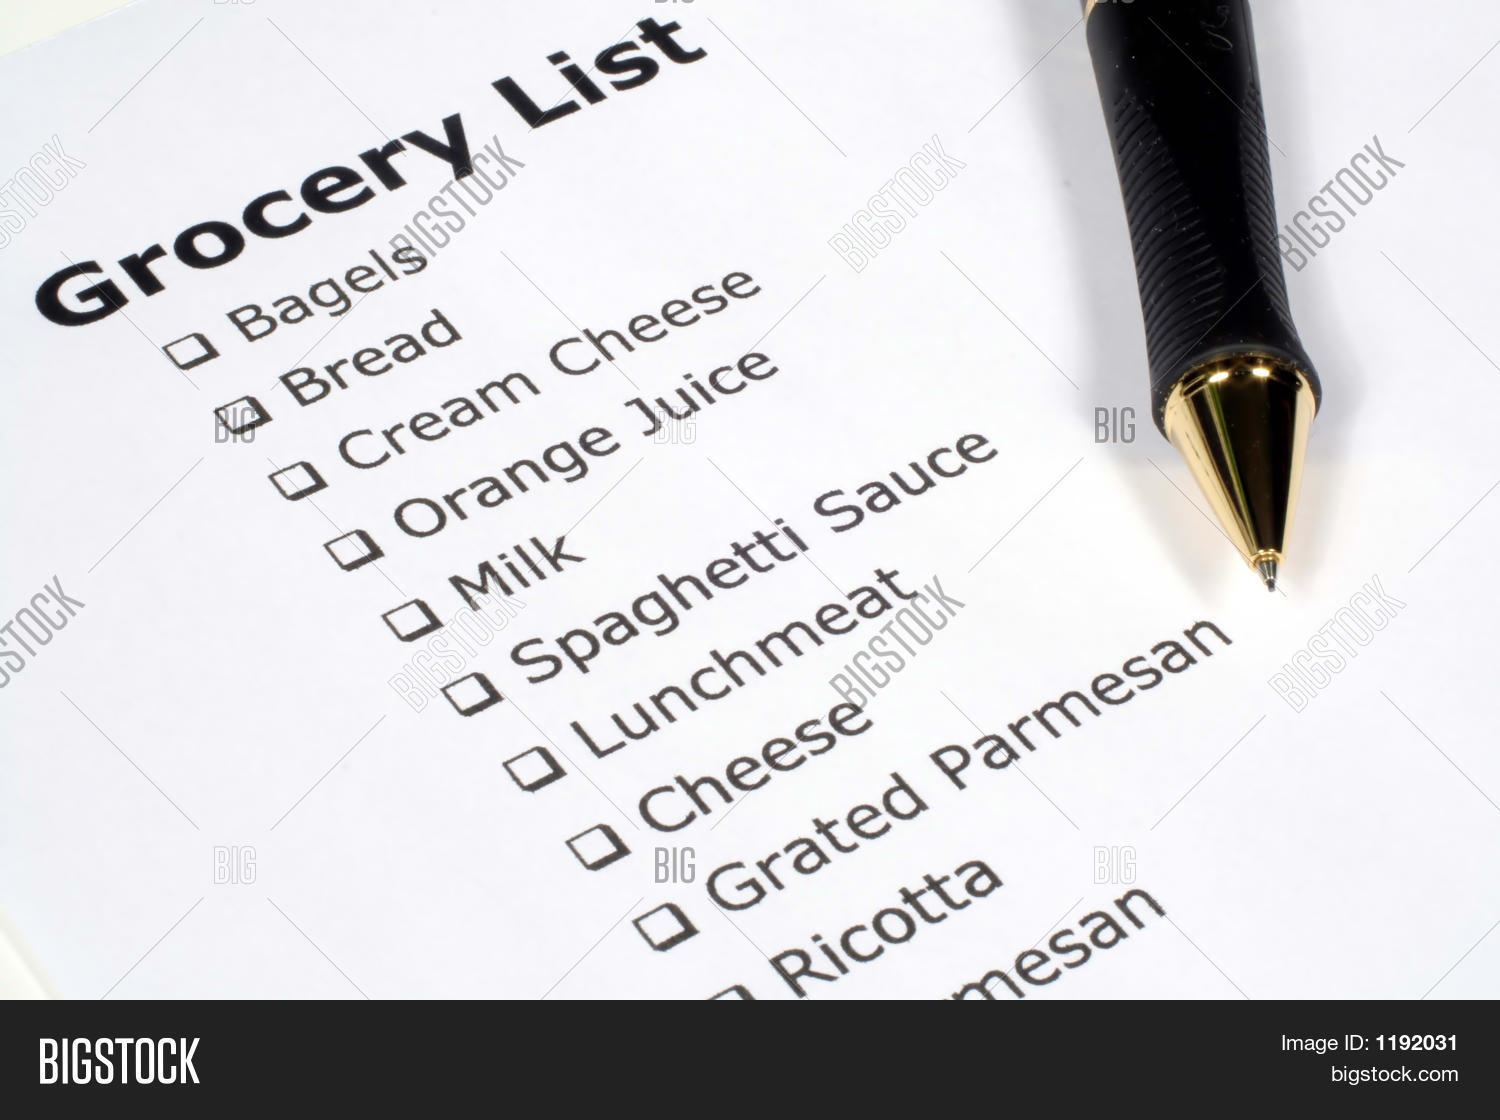 Grocery List
❑ Bagels
❑ Bread
❑ Cream Cheese
❑ Orange Juice
❑ Milk
❑ Spaghetti Sauce
❑ Lunchmeat
❑ Cheese
❑ Grated Parmesan
❑ Ricotta
BIGSTOCK
Image ID: 1192031
bigstock.com